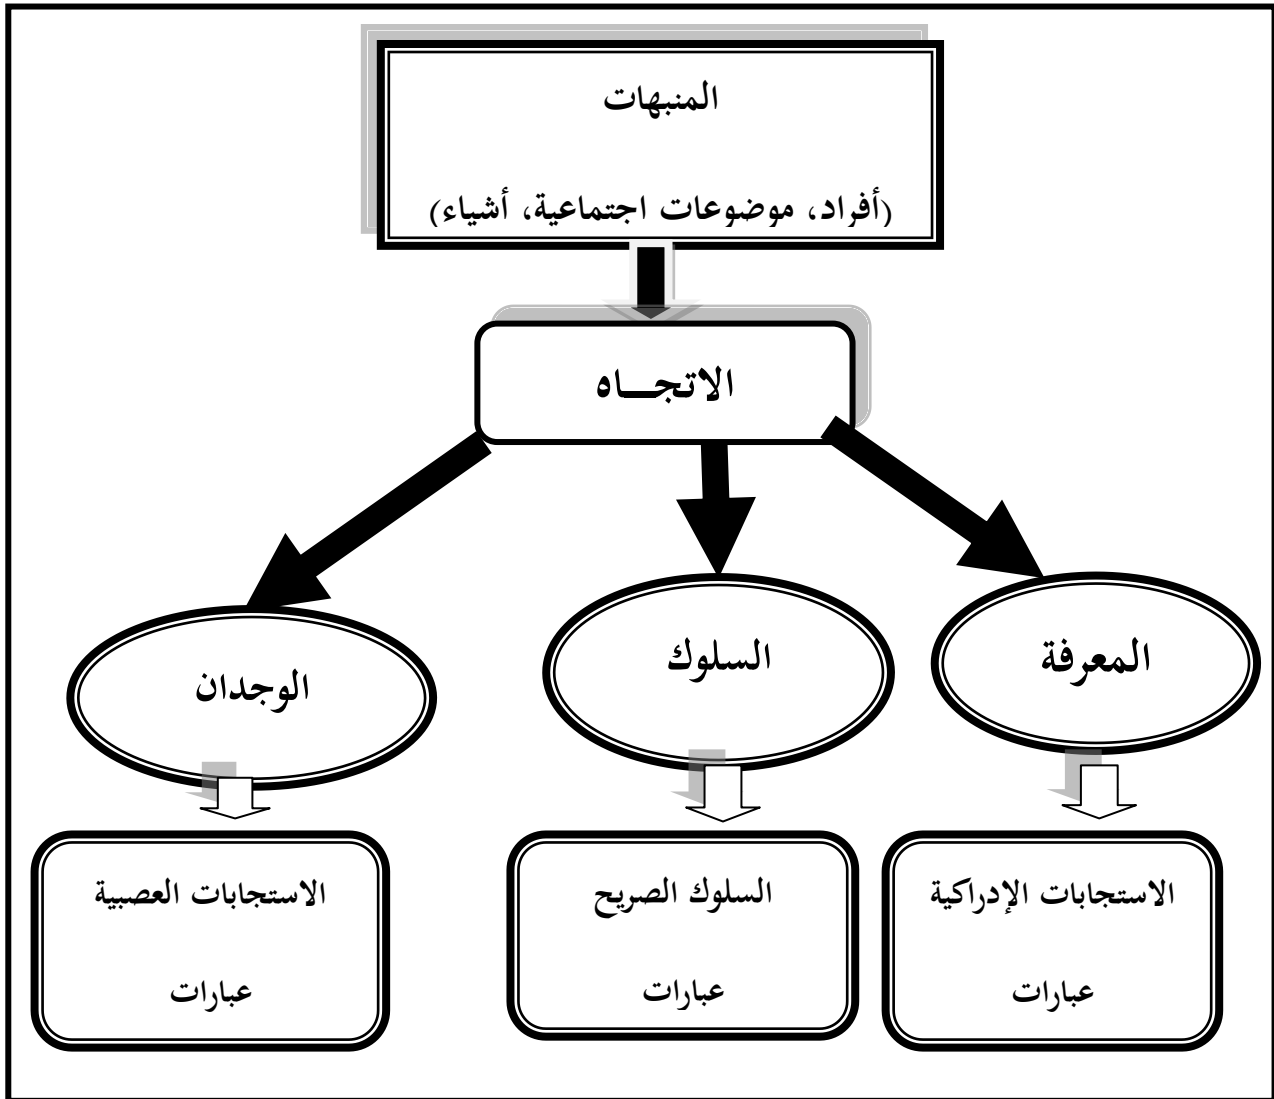 المنبهات
(أفراد، موضوعات اجتماعية، أشياء)
الاتجـــاه
المعرفة
السلوك
الوجدان
الاستجابات الإدراكية
عبارات
السلوك الصريح
عبارات
الاستجابات العصبية
عبارات